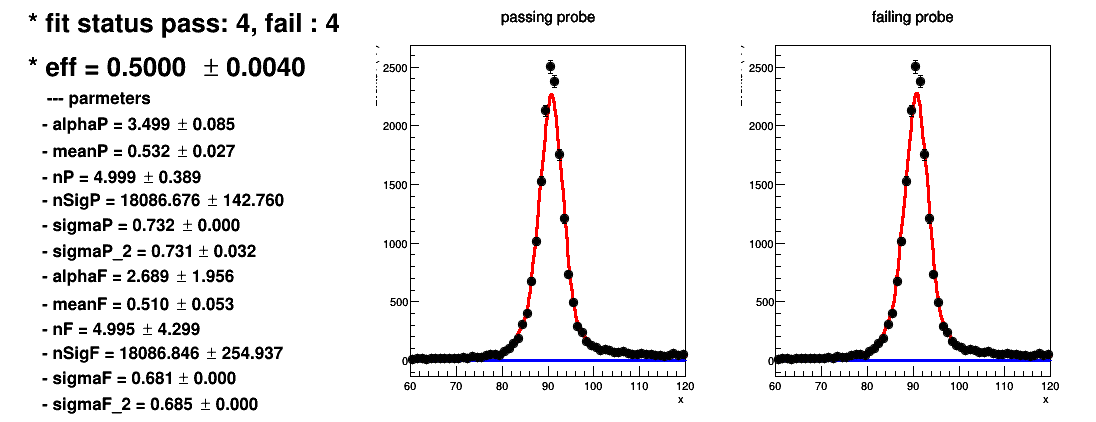 * fit status pass: 4, fail : 4
* eff = 0.5000 ± 0.0040
--- parmeters
- alphaP = 3.499 ± 0.085
- meanP = 0.532 ± 0.027
- nP = 4.999 ± 0.389
- nSigP = 18086.676 ± 142.760
- sigmaP = 0.732 ± 0.000
- sigmaP_2 = 0.731 ± 0.032
- alphaF = 2.689 ± 1.956
- meanF = 0.510 ± 0.053
- nF = 4.995 ± 4.299
- nSigF = 18086.846 ± 254.937
- sigmaF = 0.681 ± 0.000
- sigmaF_2 = 0.685 ± 0.000
passing probe
2500
2000
1500
1000
500
0
60 70 80 90 100 110 120
x
failing probe
2500
2000
1500
1000
500
0
60 70 80 90 100 110 120
x